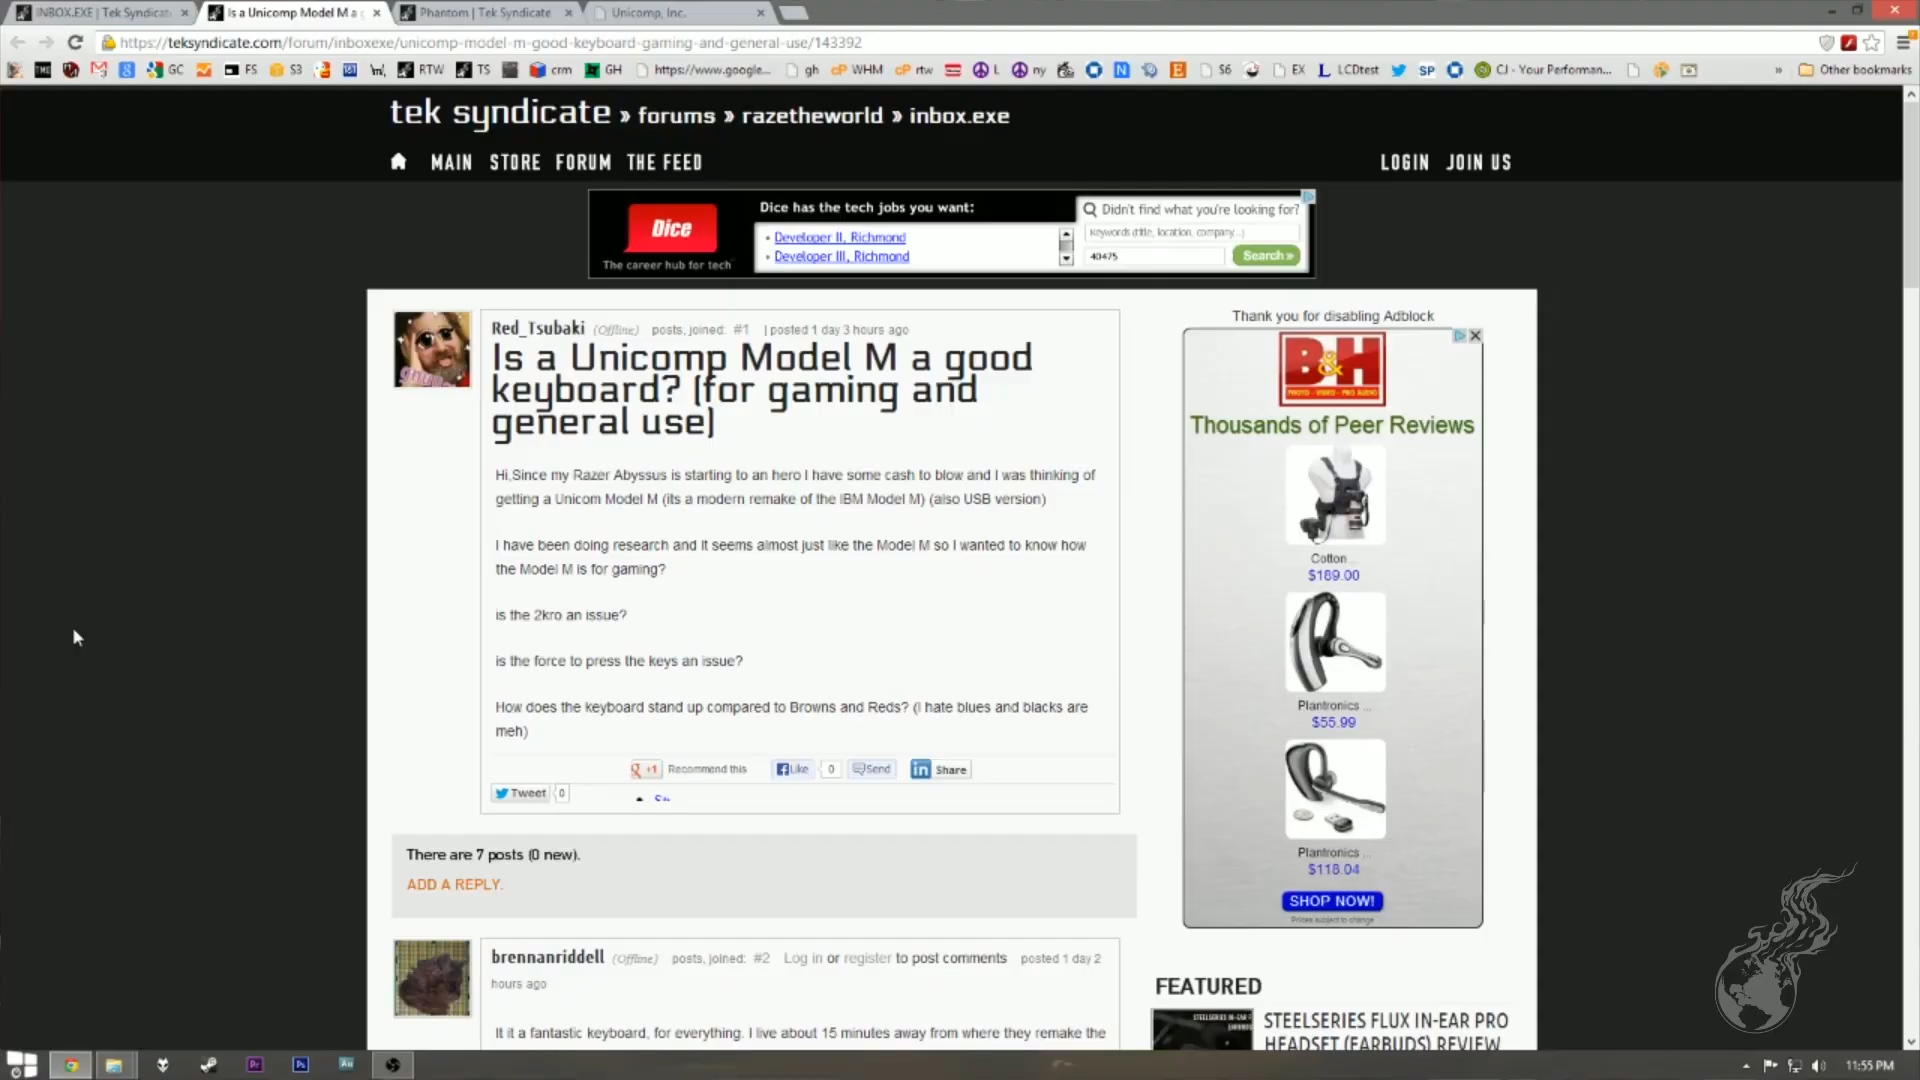 INBOX.EXE | Tek Syndicat
Is a Unicomp Model M a g
Phantom | Tek Syndicate
Unicomp, Inc.
https://teksyndicate.com/forum/inboxexe/unicomp-model-m-good-keyboard-gaming-and-general-use/143392
GC FS S3 RTW TS crm GH https://www.google... gh WHM rtw L ny S6 EX LCDtest SP CJ - Your Performan... » Other bookmarks
tek syndicate » forums » razetheworld » inbox.exe
MAIN STORE FORUM THE FEED
LOGIN JOIN US
Dice
The career hub for tech
Dice has the tech jobs you want:
• Developer II, Richmond
• Developer III, Richmond
Didn't find what you're looking for?
Keywords (title, location, company...)
40475
Search »
Red_Tsubaki (Offline) posts, joined: #1 | posted 1 day 3 hours ago
Is a Unicomp Model M a good
keyboard? (for gaming and
general use)
Hi,Since my Razer Abyssus is starting to an hero I have some cash to blow and I was thinking of
getting a Unicom Model M (its a modern remake of the IBM Model M) (also USB version)
I have been doing research and it seems almost just like the Model M so I wanted to know how
the Model M is for gaming?
is the 2kro an issue?
is the force to press the keys an issue?
How does the keyboard stand up compared to Browns and Reds? (I hate blues and blacks are
meh)
+1 Recommend this
Like 0
Send
in Share
Tweet 0
There are 7 posts (0 new).
ADD A REPLY.
brennanriddell (Offline) posts, joined: #2 Log in or register to post comments posted 1 day 2
hours ago
It it a fantastic keyboard, for everything. I live about 15 minutes away from where they remake the
Thank you for disabling Adblock
B&H
PHOTO - VIDEO - PRO AUDIO
Thousands of Peer Reviews
Cotton ...
$189.00
Plantronics ...
$55.99
Plantronics ...
$118.04
SHOP NOW!
Prices subject to change
FEATURED
STEELSERIES FLUX IN-EAR PRO
HEADSET (EARBUDS) REVIEW
Pr Ps Au
11:55 PM